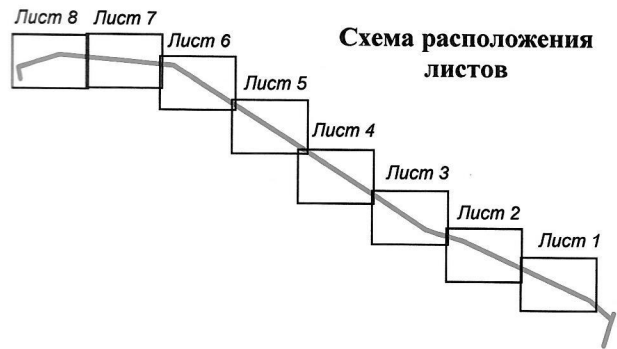 Лист 8
Лист 7
Лист 6
Схема расположения
листов
Лист 5
Лист 4
Лист 3
Лист 2
Лист 1